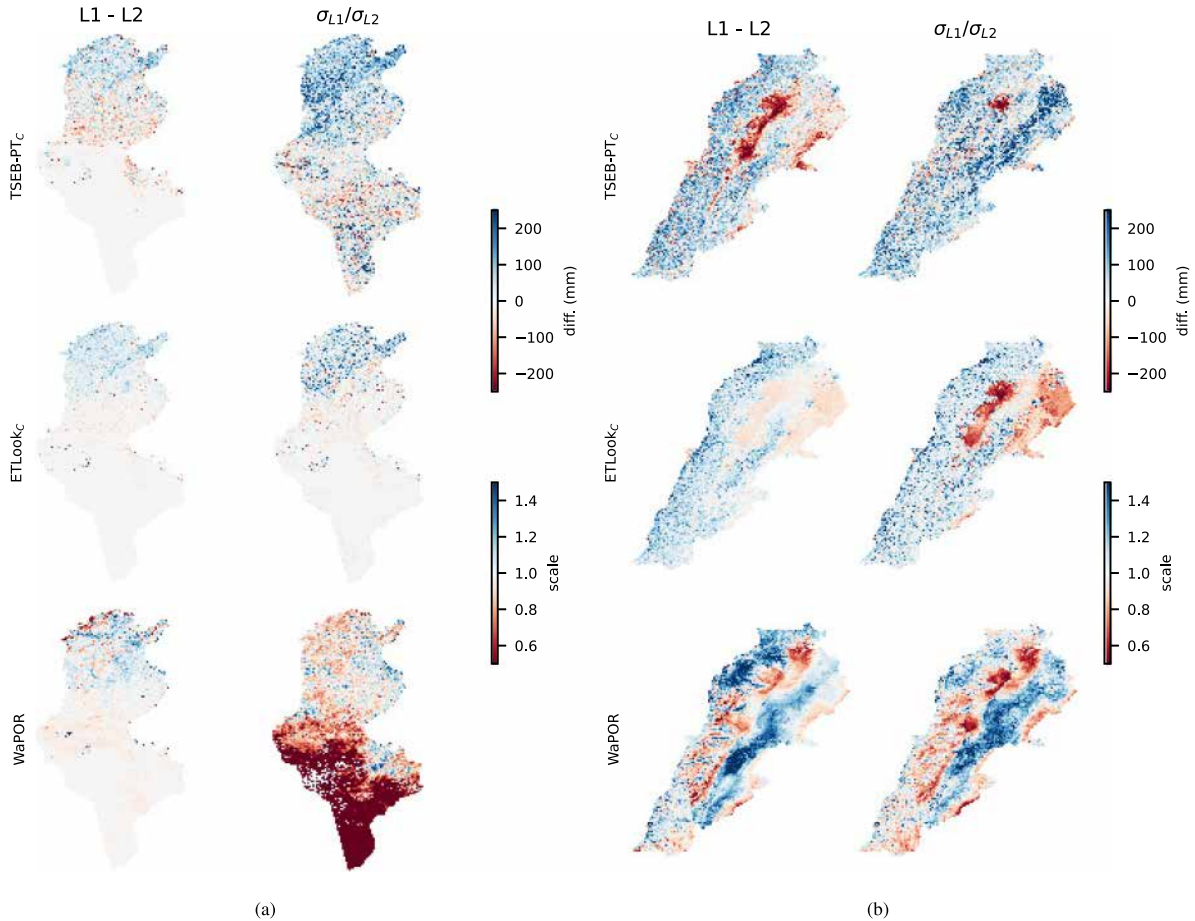 L1 - L2
σL1/σL2
L1 - L2
σL1/σL2
TSEB-PTC
TSEB-PTC
200
100
0
−100
−200
diff. (mm)
200
100
0
−100
−200
diff. (mm)
ETLookC
ETLookC
1.4
1.2
1.0
0.8
0.6
scale
1.4
1.2
1.0
0.8
0.6
scale
WaPOR
WaPOR
(a)
(b)